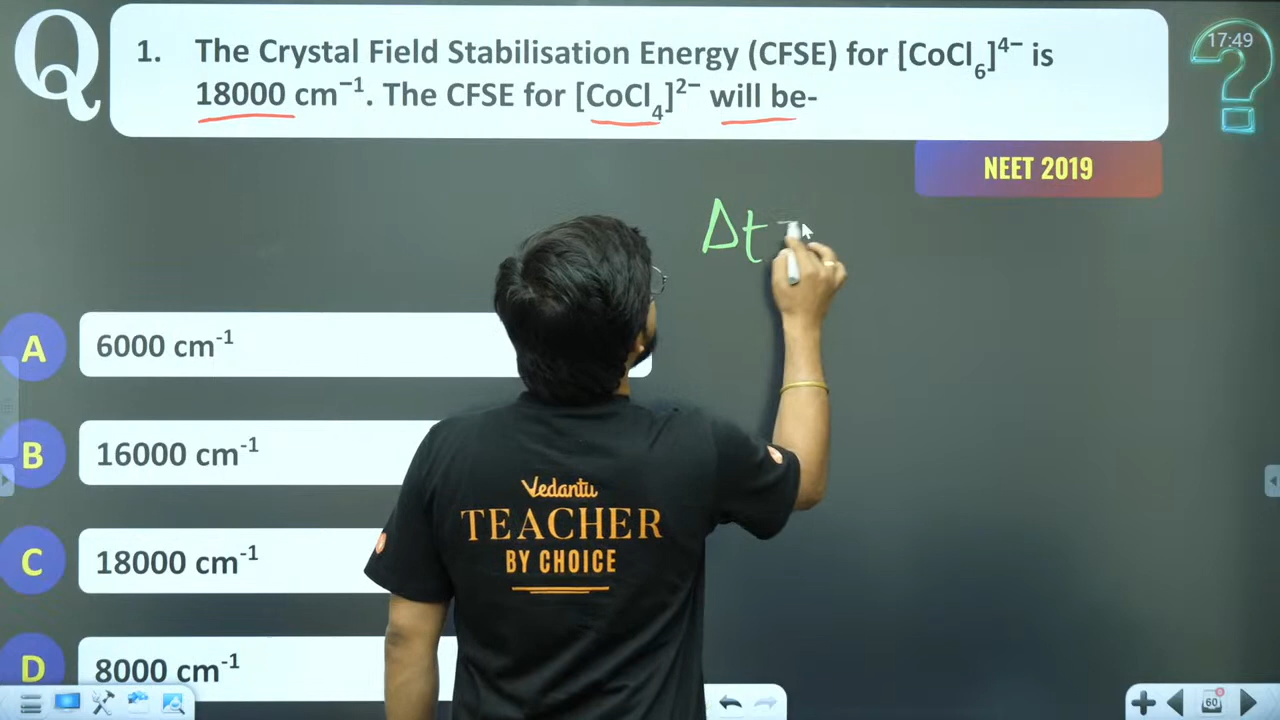 Q
1. The Crystal Field Stabilisation Energy (CFSE) for [CoCl₆]⁴⁻ is
18000 cm⁻¹. The CFSE for [CoCl₄]²⁻ will be-
17:49
NEET 2019
Δt
A 6000 cm⁻¹
B 16000 cm⁻¹
C 18000 cm⁻¹
D 8000 cm⁻¹
Vedantu
TEACHER
BY CHOICE
60